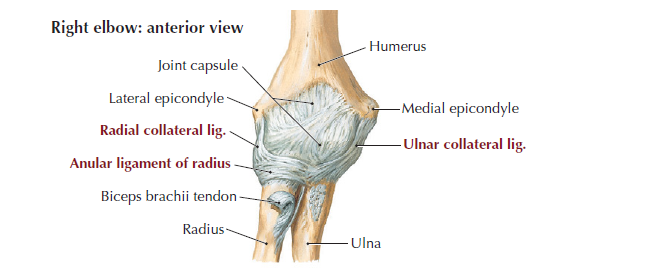 Right elbow: anterior view
Humerus
Joint capsule
Lateral epicondyle
Medial epicondyle
Radial collateral lig.
Ulnar collateral lig.
Anular ligament of radius
Biceps brachii tendon
Radius
Ulna